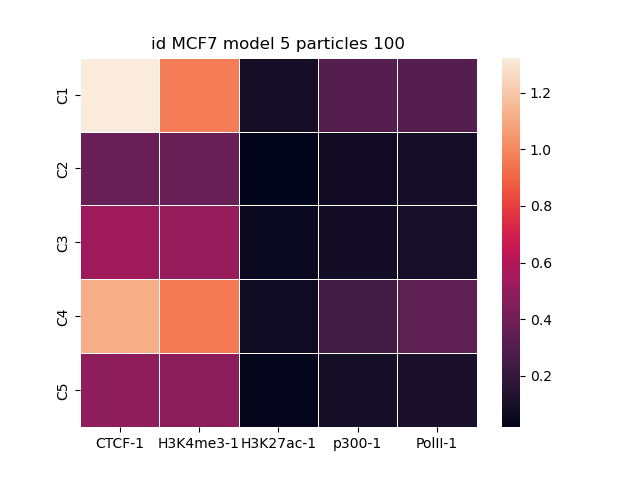 id MCF7 model 5 particles 100
C1
C2
C3
C4
C5
CTCF-1 H3K4me3-1 H3K27ac-1 p300-1 PolII-1
1.2
1.0
0.8
0.6
0.4
0.2